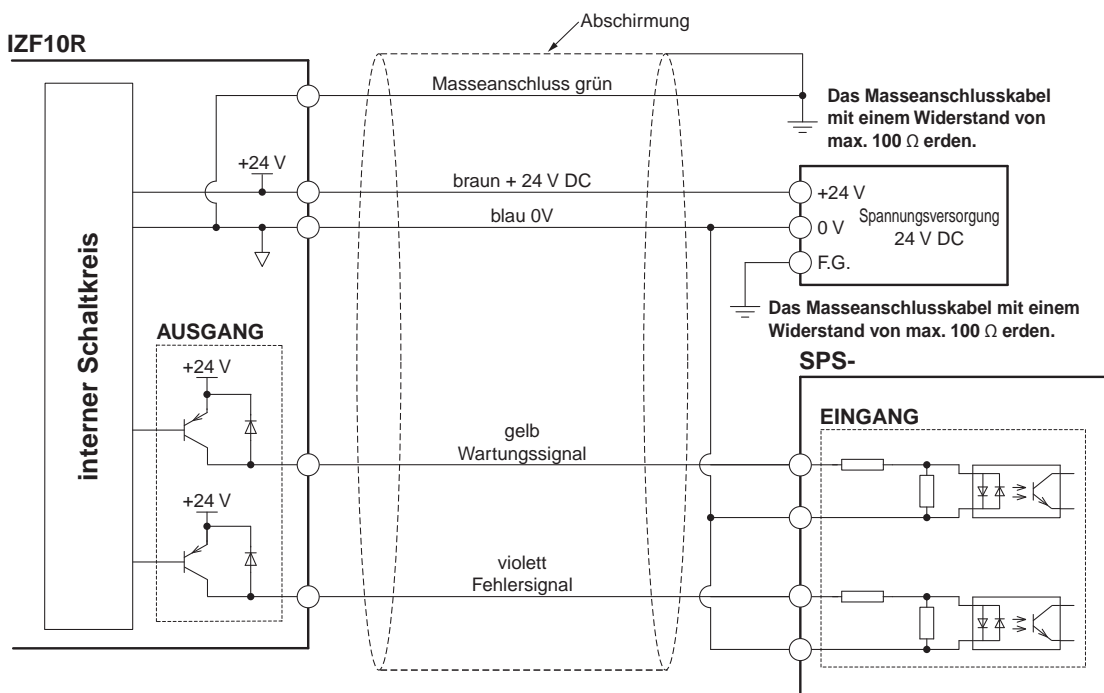 Abschirmung
IZF10R
Masseanschluss grün
Das Masseanschlusskabel
mit einem Widerstand von
max. 100 Ω erden.
+24 V
braun + 24 V DC
blau 0V
+24 V
0 V
F.G.
Spannungsversorgung
24 V DC
Das Masseanschlusskabel mit einem
Widerstand von max. 100 Ω erden.
interner Schaltkreis
AUSGANG
+24 V
+24 V
gelb
Wartungssignal
violett
Fehlersignal
SPS-
EINGANG